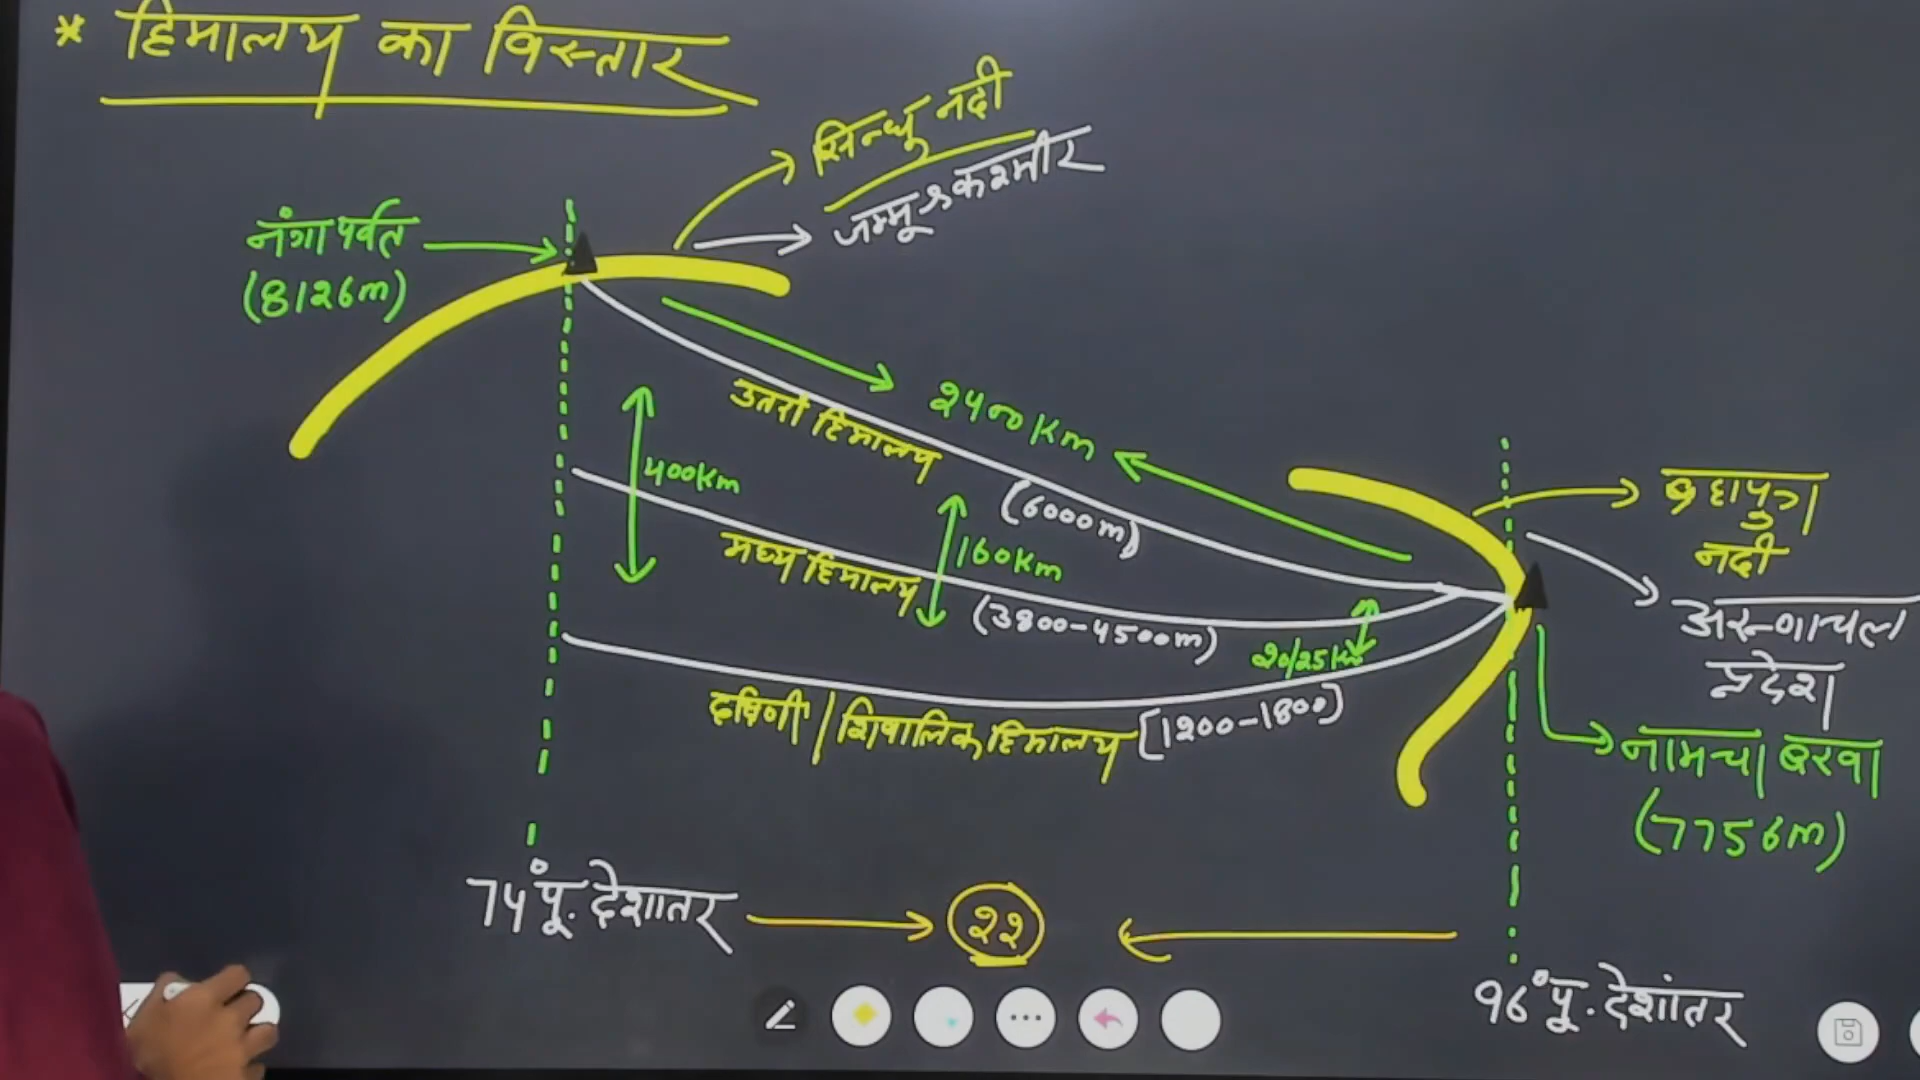 * हिमालय का विस्तार
सिन्धु नदी
जम्मू & कश्मीर
नंगा पर्वत
(8126m)
2400 Km
उत्तरी हिमालय
(6000m)
400Km
160Km
मध्य हिमालय
(3800-4500m)
20/25Km
दक्षिणी / शिवालिक हिमालय [1200-1800]
ब्रह्मपुत्रा
नदी
अरुणाचल
प्रदेश
नामचा बरवा
(7756m)
74° पू. देशातर
22
96° पू. देशांतर